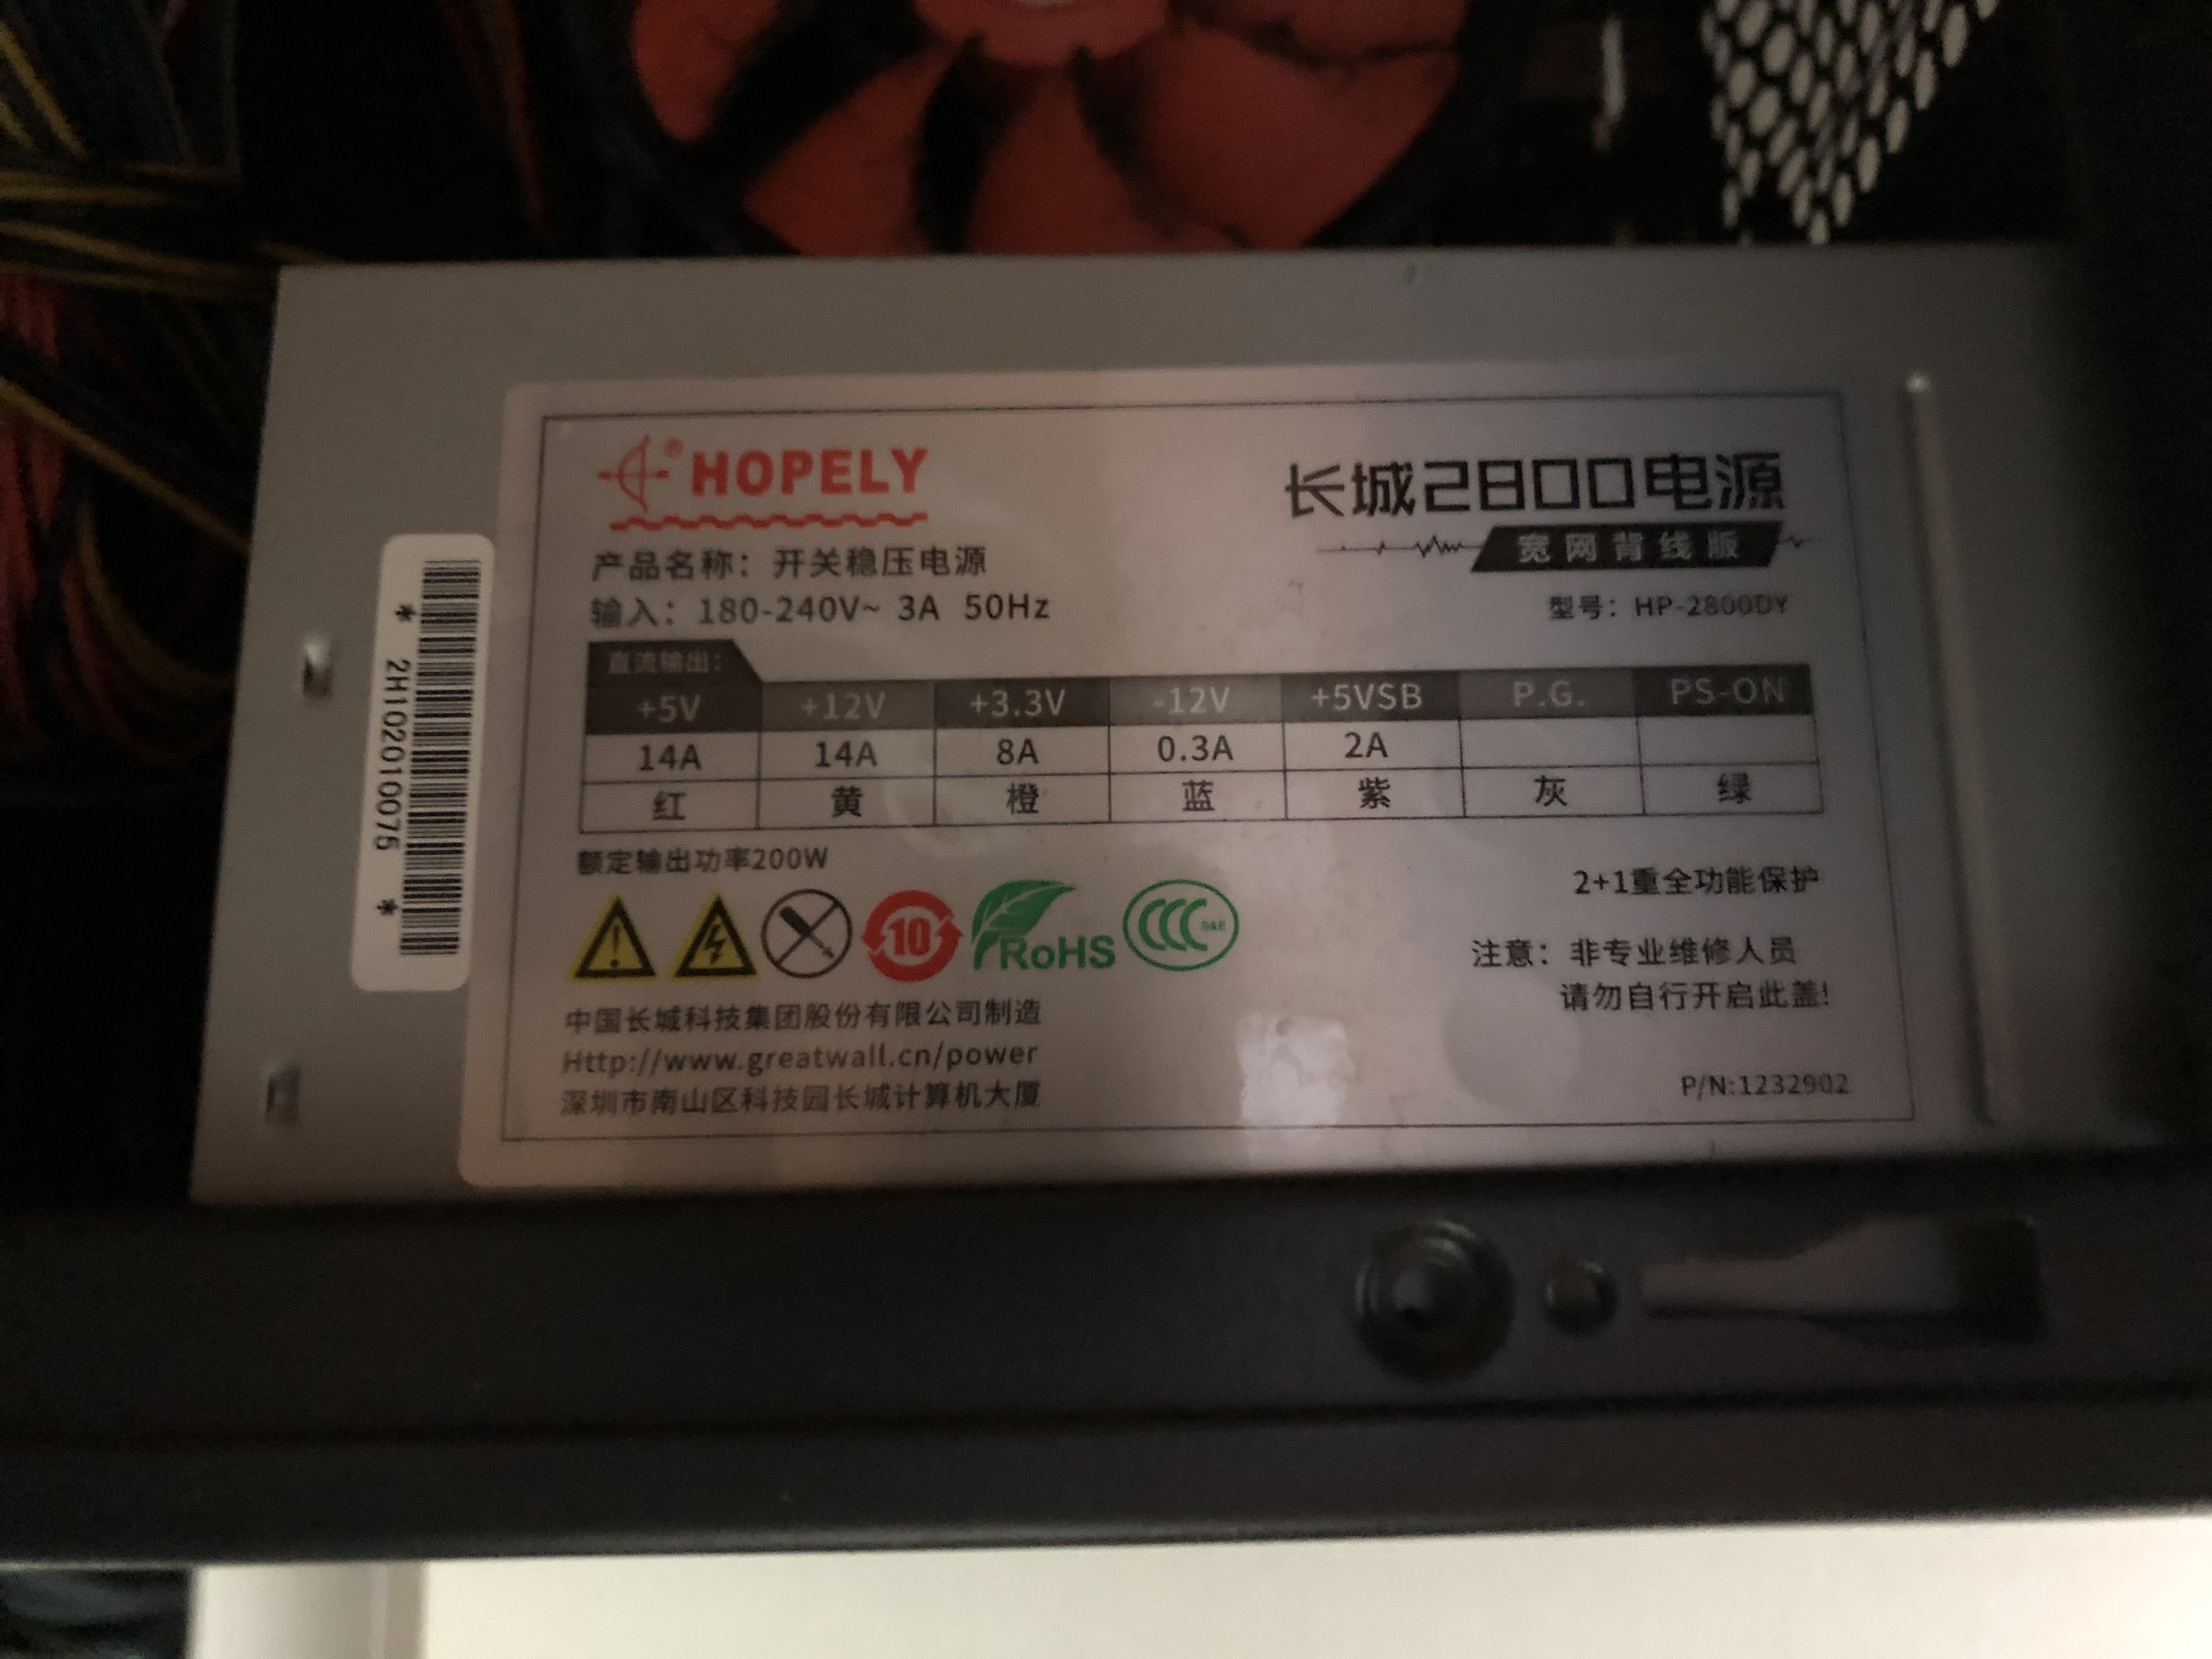 HOPELY
长城2800电源
宽网背线版
产品名称：开关稳压电源
输入：180-240V~ 3A 50Hz
型号：HP-2800DY
直流输出：
+5V +12V +3.3V -12V +5VSB P.G. PS-ON
14A 14A 8A 0.3A 2A
红 黄 橙 蓝 紫 灰 绿
额定输出功率200W
2+1重全功能保护
10
RoHS
CCC S&E
注意：非专业维修人员
请勿自行开启此盖!
中国长城科技集团股份有限公司制造
Http://www.greatwall.cn/power
深圳市南山区科技园长城计算机大厦
P/N:1232902
* 2H102010075 *